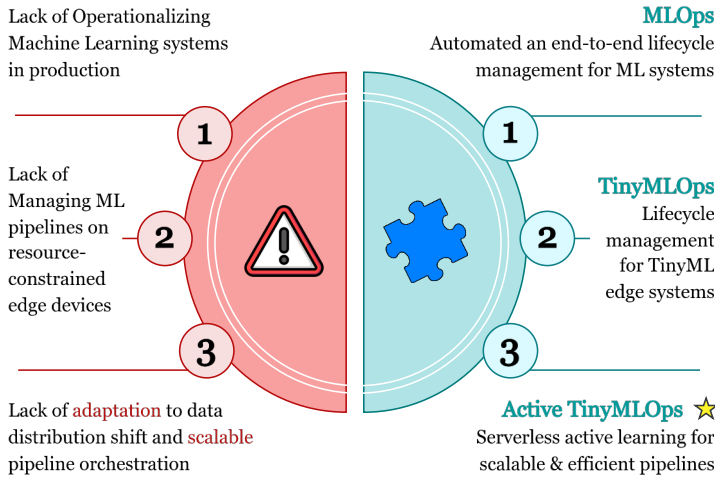 Lack of Operationalizing
Machine Learning systems
in production
1
Lack of
Managing ML
pipelines on
resource-
constrained
edge devices
2
3
Lack of adaptation to data
distribution shift and scalable
pipeline orchestration
MLOps
Automated an end-to-end lifecycle
management for ML systems
1
TinyMLOps
Lifecycle
management
for TinyML
edge systems
2
3
Active TinyMLOps
Serverless active learning for
scalable & efficient pipelines